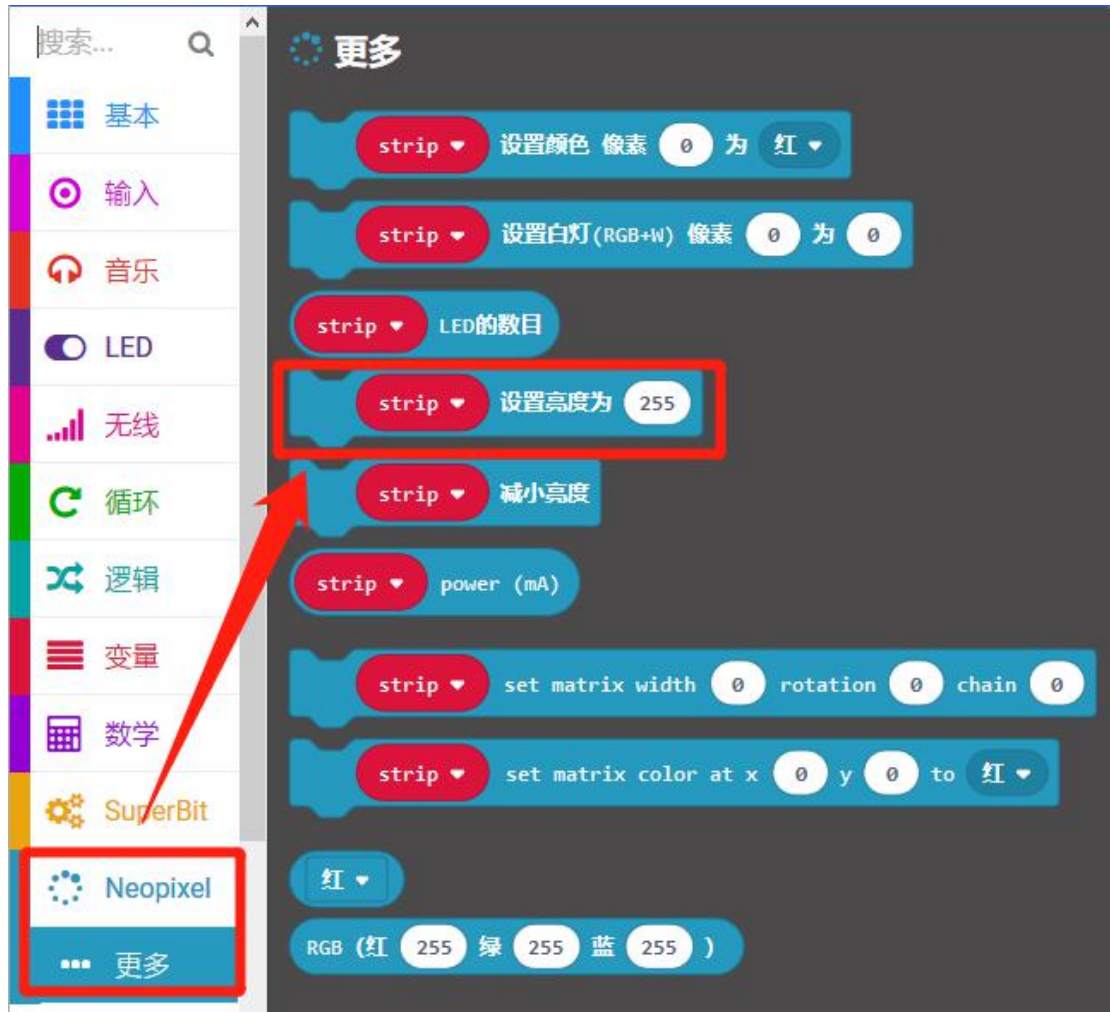 搜索...
基本
输入
音乐
LED
无线
循环
逻辑
变量
数学
SuperBit
Neopixel
更多
更多
strip 设置颜色 像素 0 为 红
strip 设置白灯(RGB+W) 像素 0 为 0
strip LED的数目
strip 设置亮度为 255
strip 减小亮度
strip power (mA)
strip set matrix width 0 rotation 0 chain 0
strip set matrix color at x 0 y 0 to 红
红
RGB (红 255 绿 255 蓝 255 )